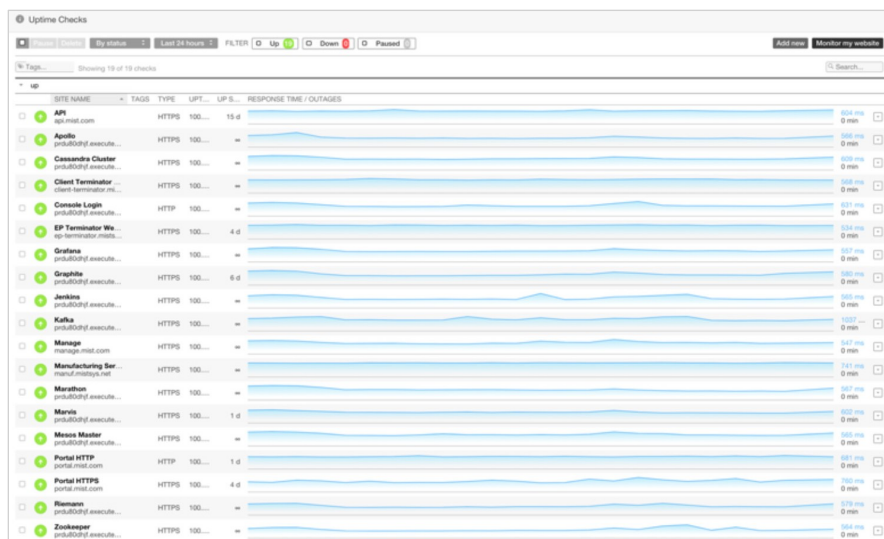 Uptime Checks
Pause Delete By status Last 24 hours FILTER Up 19 Down 0 Paused 0 Add new Monitor my website
Tags... Showing 19 of 19 checks Search...
up
SITE NAME TAGS TYPE UPT... UP S... RESPONSE TIME / OUTAGES
API 604 ms
api.mist.com HTTPS 100.... 15 d 0 min
Apollo 566 ms
prdu80dhjf.execute... HTTPS 100.... ∞ 0 min
Cassandra Cluster 609 ms
prdu80dhjf.execute... HTTPS 100.... ∞ 0 min
Client Terminator ... 568 ms
client-terminator.mi... HTTPS 100.... ∞ 0 min
Console Login 631 ms
prdu80dhjf.execute... HTTP 100.... ∞ 0 min
EP Terminator We... 534 ms
ep-terminator.mists... HTTPS 100.... 4 d 0 min
Grafana 557 ms
prdu80dhjf.execute... HTTPS 100.... ∞ 0 min
Graphite 580 ms
prdu80dhjf.execute... HTTPS 100.... 6 d 0 min
Jenkins 565 ms
prdu80dhjf.execute... HTTPS 100.... ∞ 0 min
Kafka 1037 ...
prdu80dhjf.execute... HTTPS 100.... ∞ 0 min
Manage 547 ms
manage.mist.com HTTPS 100.... ∞ 0 min
Manufacturing Ser... 741 ms
manuf.mistsys.net HTTPS 100.... ∞ 0 min
Marathon 567 ms
prdu80dhjf.execute... HTTPS 100.... ∞ 0 min
Marvis 602 ms
prdu80dhjf.execute... HTTPS 100.... 1 d 0 min
Mesos Master 565 ms
prdu80dhjf.execute... HTTPS 100.... ∞ 0 min
Portal HTTP 681 ms
portal.mist.com HTTP 100.... 1 d 0 min
Portal HTTPS 760 ms
portal.mist.com HTTPS 100.... 4 d 0 min
Riemann 579 ms
prdu80dhjf.execute... HTTPS 100.... ∞ 0 min
Zookeeper 564 ms
prdu80dhjf.execute... HTTPS 100.... ∞ 0 min